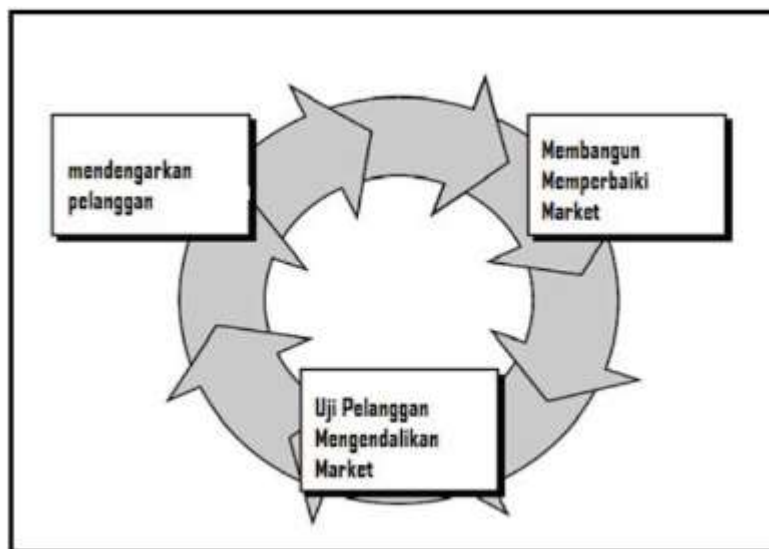 mendengarkan
pelanggan
Membangun
Memperbaiki
Market
Uji Pelanggan
Mengendalikan
Market